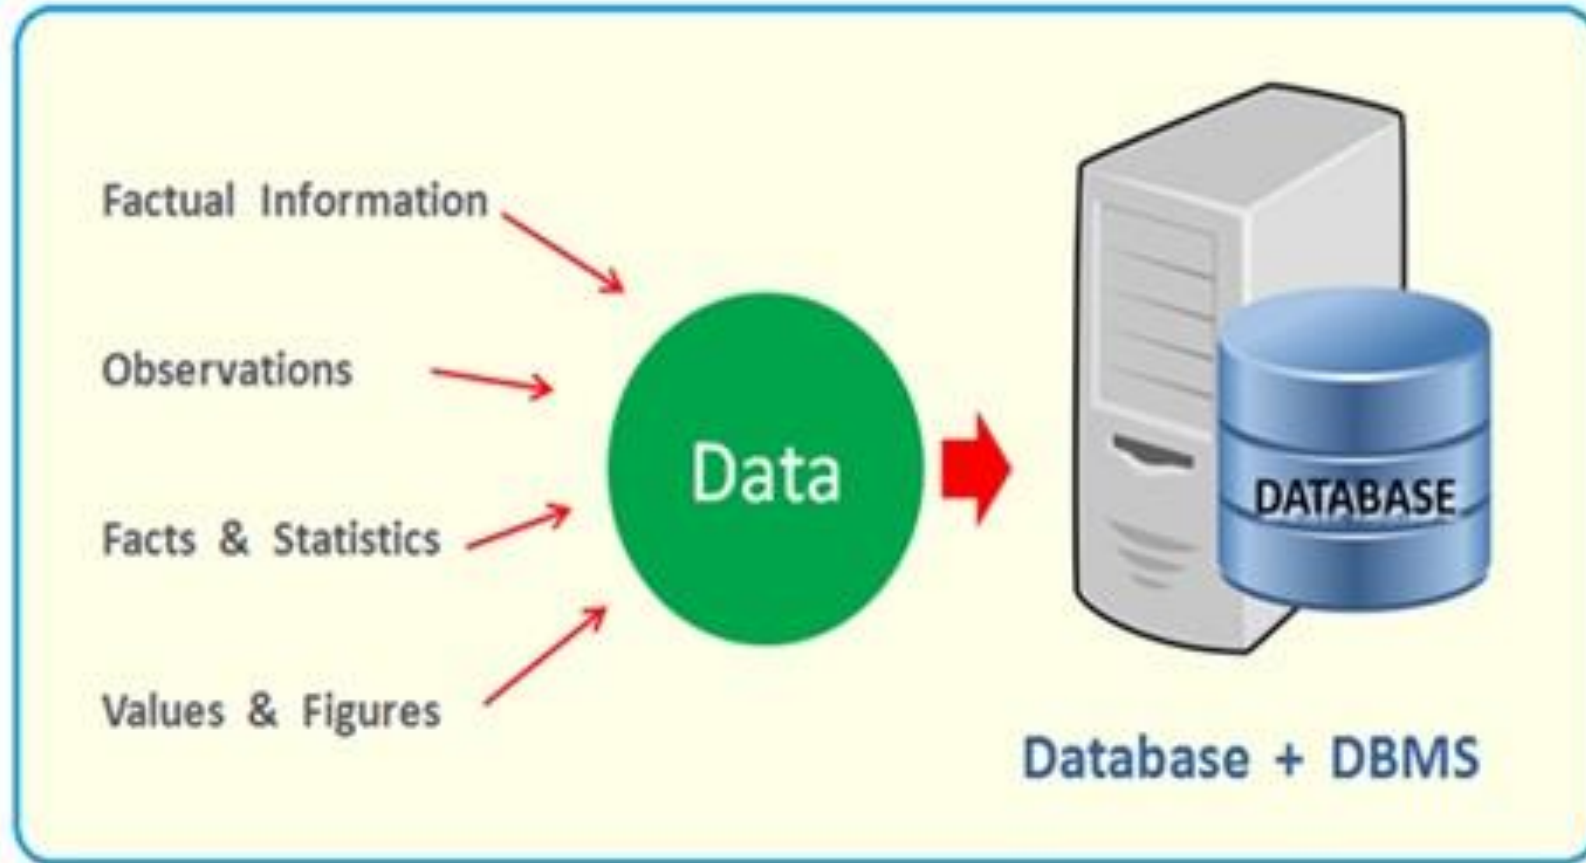 Factual Information
Observations
Facts & Statistics
Values & Figures
Data
DATABASE
Database + DBMS